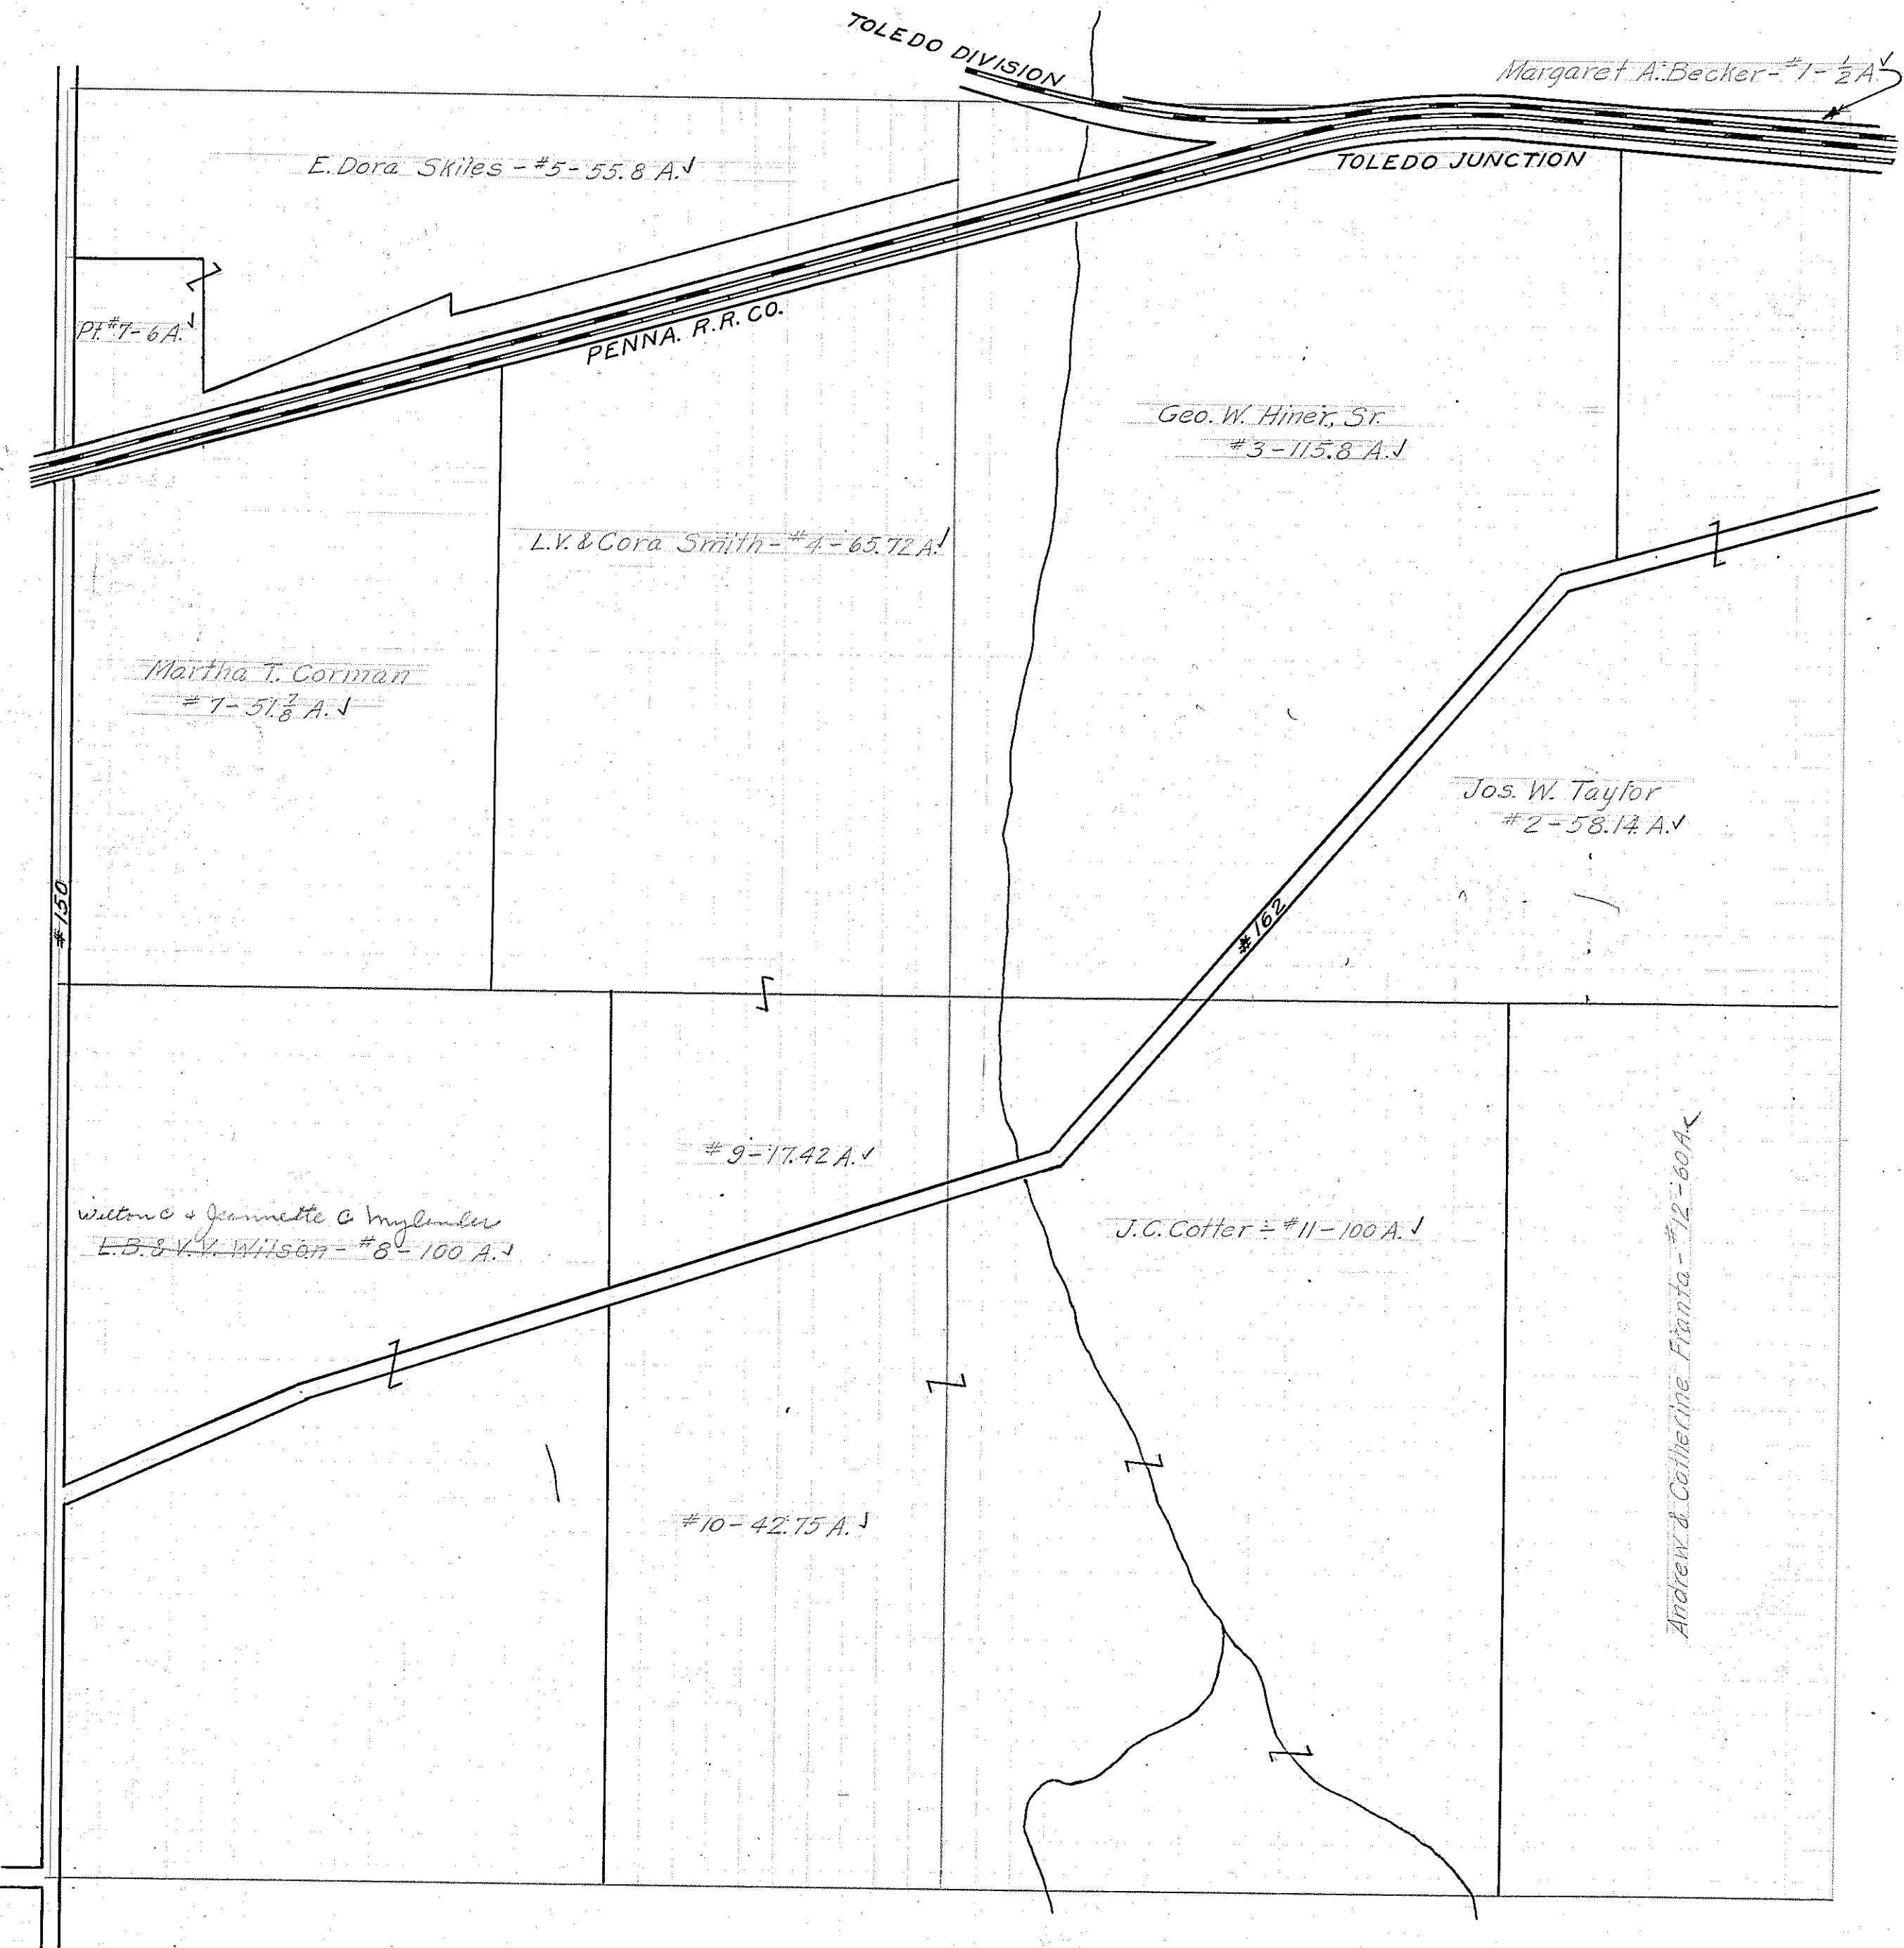 TOLEDO DIVISION
Margaret A. Becker - #1 - ½ A. ✓
E. Dora Skiles - #5 - 55.8 A. ✓
TOLEDO JUNCTION
Pt. #7 - 6 A. ✓
PENNA. R.R. CO.
Geo. W. Hiner, Sr.
#3 - 115.8 A. ✓
L.V. & Cora Smith - #4 - 65.72 A. ✓
Martha T. Corman
#7 - 51 ⅞ A. ✓
Jos. W. Taylor
#2 - 58.14 A. ✓
#150
#162
#9 - 17.42 A. ✓
Wilton C & Jeannette C Mylander
L.B. & V.V. Wilson - #8 - 100 A. ✓
J.C. Cotter - #11 - 100 A. ✓
Andrew & Catherine Franta - #12 - 60 A. ✓
#10 - 42.75 A. ✓